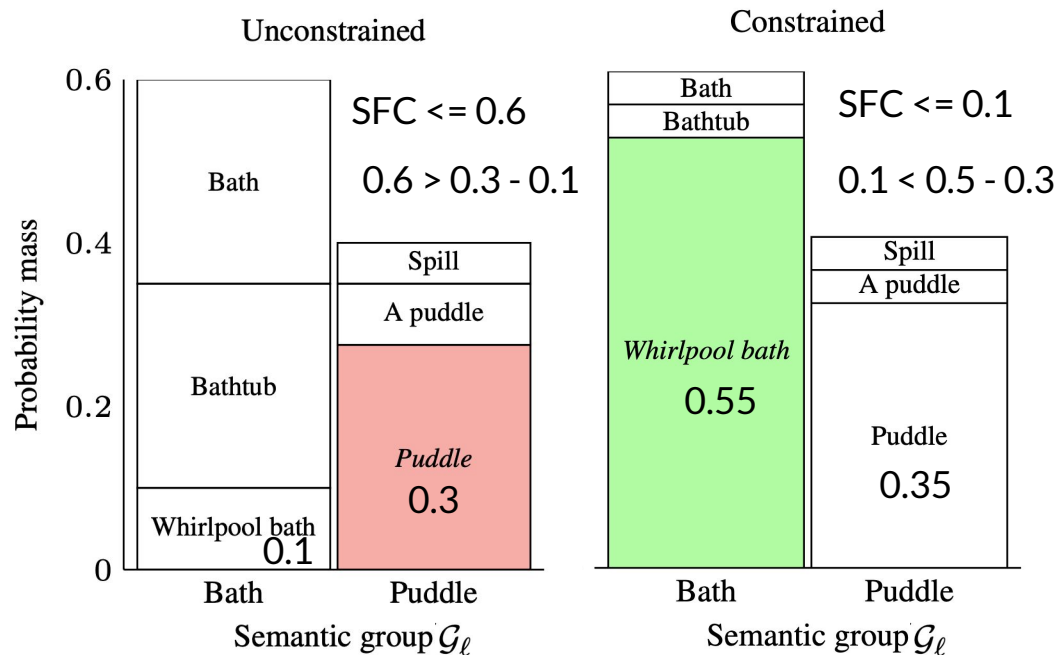 Unconstrained
0.6
0.4
0.2
0
Probability mass
Bath
Bathtub
Whirlpool bath
0.1
SFC <= 0.6
0.6 > 0.3 - 0.1
Spill
A puddle
Puddle
0.3
Bath
Puddle
Semantic group 𝒢ℓ
Constrained
Bath
Bathtub
Whirlpool bath
0.55
SFC <= 0.1
0.1 < 0.5 - 0.3
Spill
A puddle
Puddle
0.35
Bath
Puddle
Semantic group 𝒢ℓ